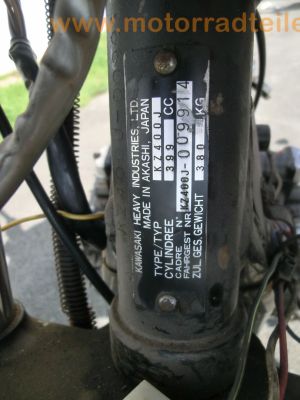 www.motorradteile
KAWASAKI HEAVY INDUSTRIES, LTD.
MADE IN AKASHI, JAPAN
TYPE/TYP KZ400J
CYLINDREE 399 CC
CADRE N°
FAHRGEST NR. KZ400J-009914
ZUL.GES.GEWICHT 380 KG